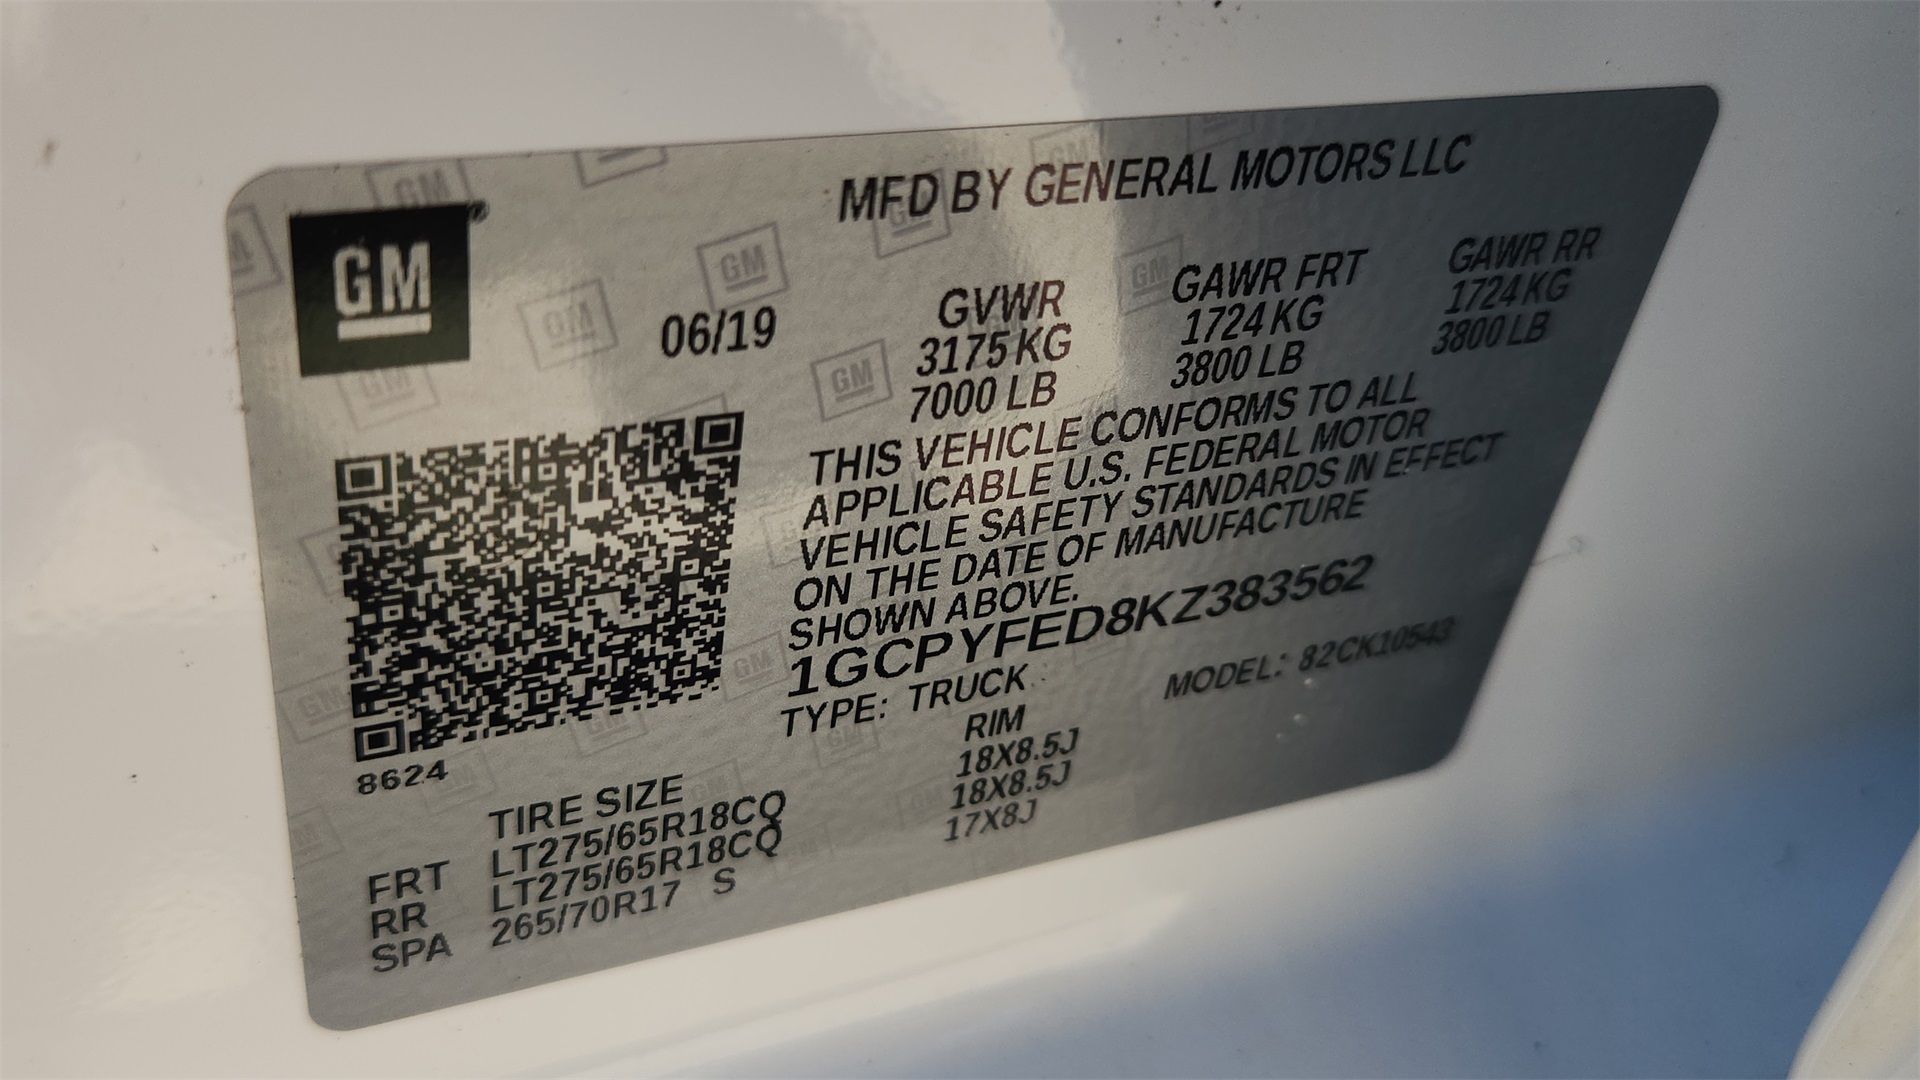 GM
MFD BY GENERAL MOTORS LLC
06/19
GVWR GAWR FRT GAWR RR
3175 KG 1724 KG 1724 KG
7000 LB 3800 LB 3800 LB
THIS VEHICLE CONFORMS TO ALL
APPLICABLE U.S. FEDERAL MOTOR
VEHICLE SAFETY STANDARDS IN EFFECT
ON THE DATE OF MANUFACTURE
SHOWN ABOVE.
1GCPYFED8KZ383562
TYPE: TRUCK MODEL: 82CK10543
8624
TIRE SIZE RIM
FRT LT275/65R18CQ 18X8.5J
RR LT275/65R18CQ 18X8.5J
SPA 265/70R17 S 17X8J